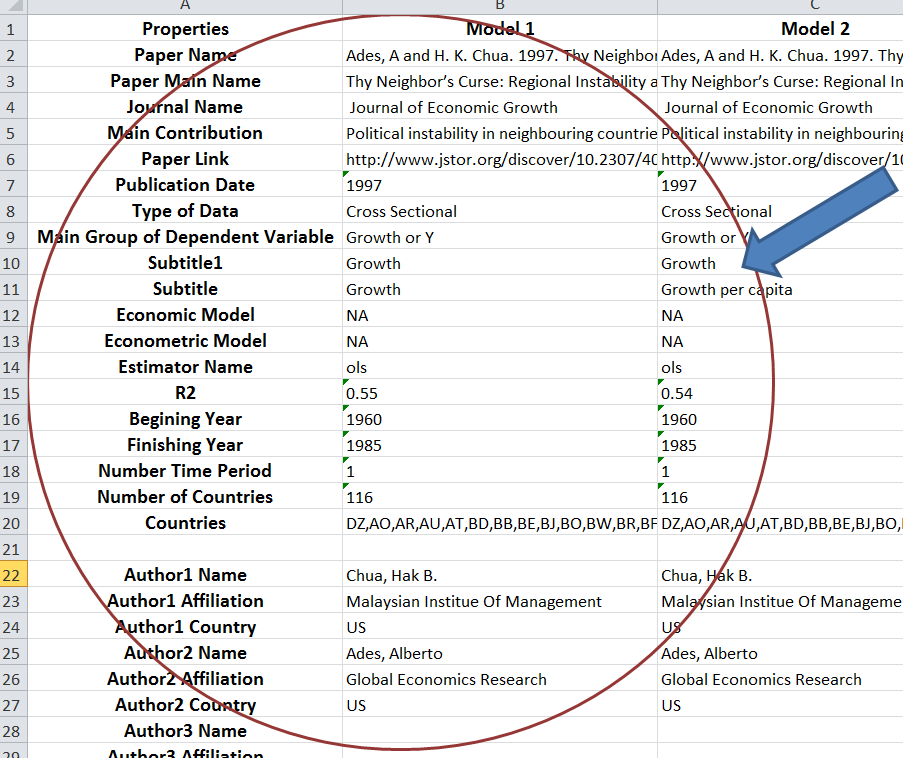 A B C
1 Properties Model 1 Model 2
2 Paper Name Ades, A and H. K. Chua. 1997. Thy Neighbor Ades, A and H. K. Chua. 1997. Thy
3 Paper Main Name Thy Neighbor's Curse: Regional Instability a Thy Neighbor's Curse: Regional In
4 Journal Name Journal of Economic Growth Journal of Economic Growth
5 Main Contribution Political instability in neighbouring countrie Political instability in neighbouring
6 Paper Link http://www.jstor.org/discover/10.2307/40 http://www.jstor.org/discover/10
7 Publication Date 1997 1997
8 Type of Data Cross Sectional Cross Sectional
9 Main Group of Dependent Variable Growth or Y Growth or Y
10 Subtitle1 Growth Growth
11 Subtitle Growth Growth per capita
12 Economic Model NA NA
13 Econometric Model NA NA
14 Estimator Name ols ols
15 R2 0.55 0.54
16 Begining Year 1960 1960
17 Finishing Year 1985 1985
18 Number Time Period 1 1
19 Number of Countries 116 116
20 Countries DZ,AO,AR,AU,AT,BD,BB,BE,BJ,BO,BW,BR,BF DZ,AO,AR,AU,AT,BD,BB,BE,BJ,BO,
21
22 Author1 Name Chua, Hak B. Chua, Hak B.
23 Author1 Affiliation Malaysian Institue Of Management Malaysian Institue Of Manageme
24 Author1 Country US US
25 Author2 Name Ades, Alberto Ades, Alberto
26 Author2 Affiliation Global Economics Research Global Economics Research
27 Author2 Country US US
28 Author3 Name
29 Author3 Affiliation